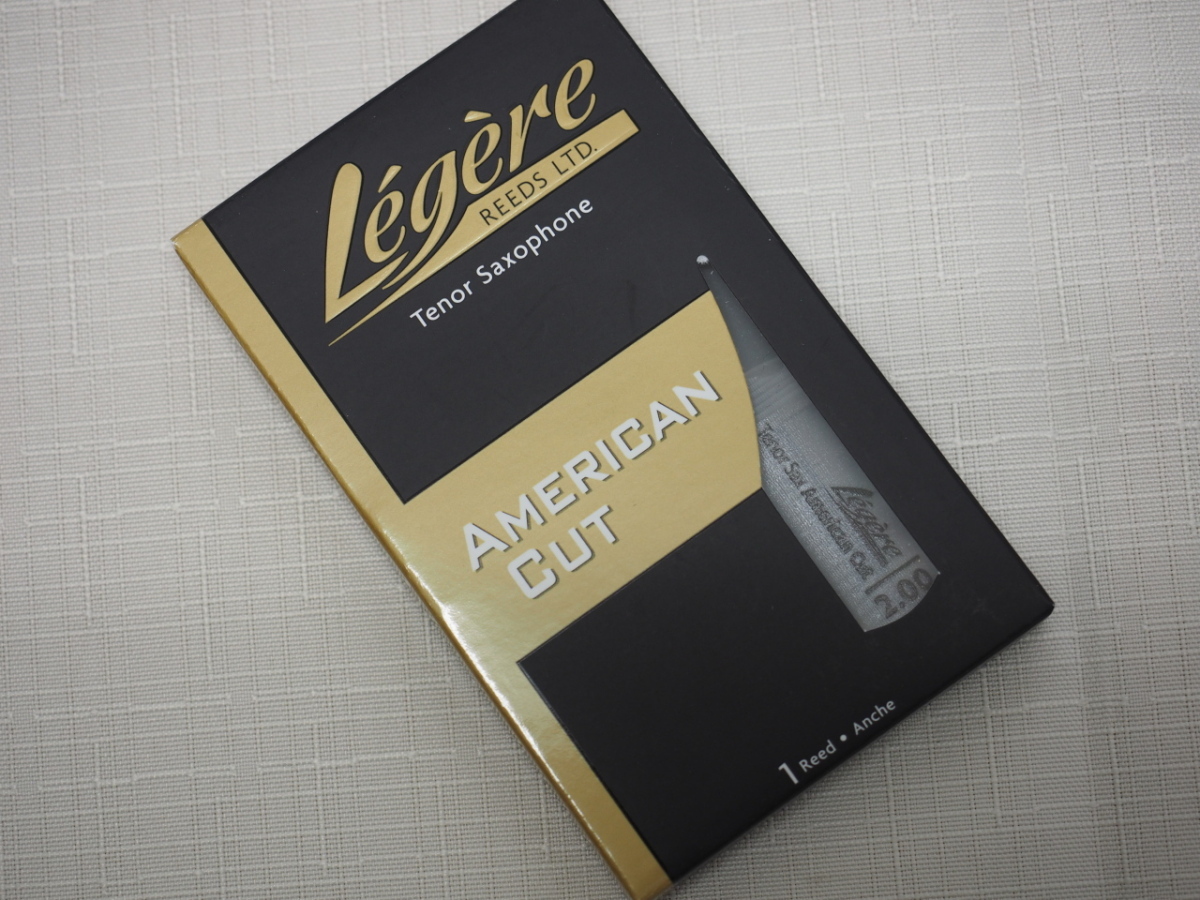 Légère
REEDS LTD.
Tenor Saxophone
AMERICAN
CUT
Légère
Tenor Sax American Cut
2.00
1 Reed • Anche